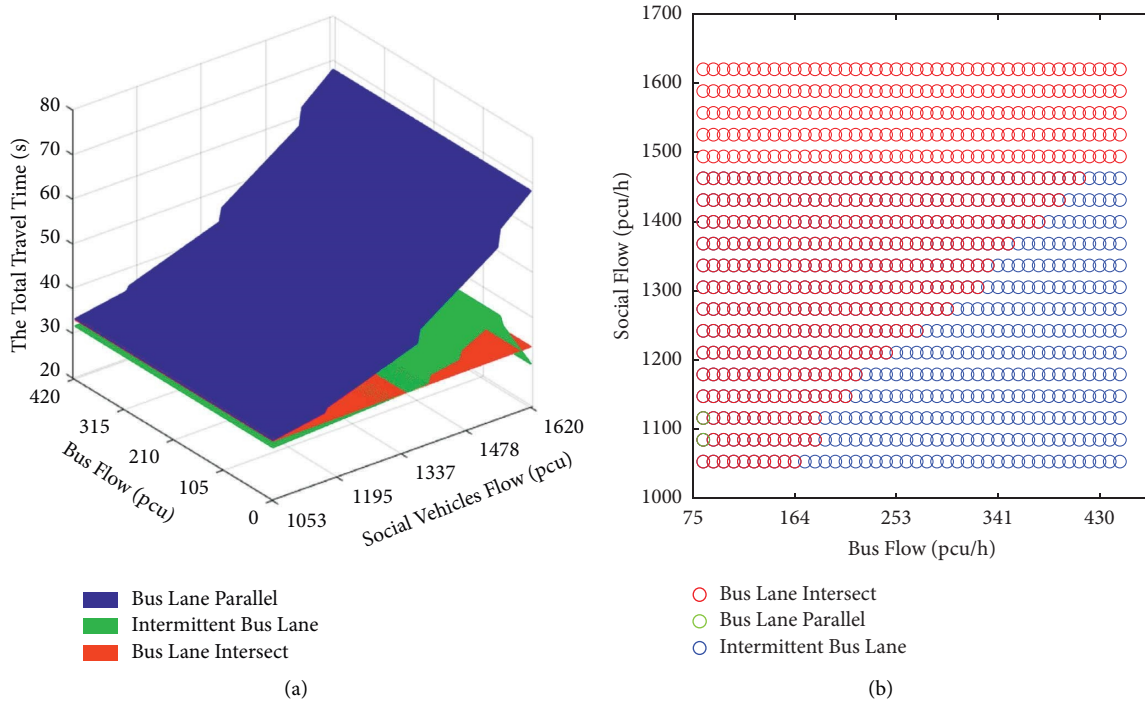 80
70
60
50
40
30
20
The Total Travel Time (s)
420
315
210
105
0
Bus Flow (pcu)
1053
1195
1337
1478
1620
Social Vehicles Flow (pcu)
Bus Lane Parallel
Intermittent Bus Lane
Bus Lane Intersect
(a)
1700
1600
1500
1400
1300
1200
1100
1000
Social Flow (pcu/h)
75 164 253 341 430
Bus Flow (pcu/h)
Bus Lane Intersect
Bus Lane Parallel
Intermittent Bus Lane
(b)